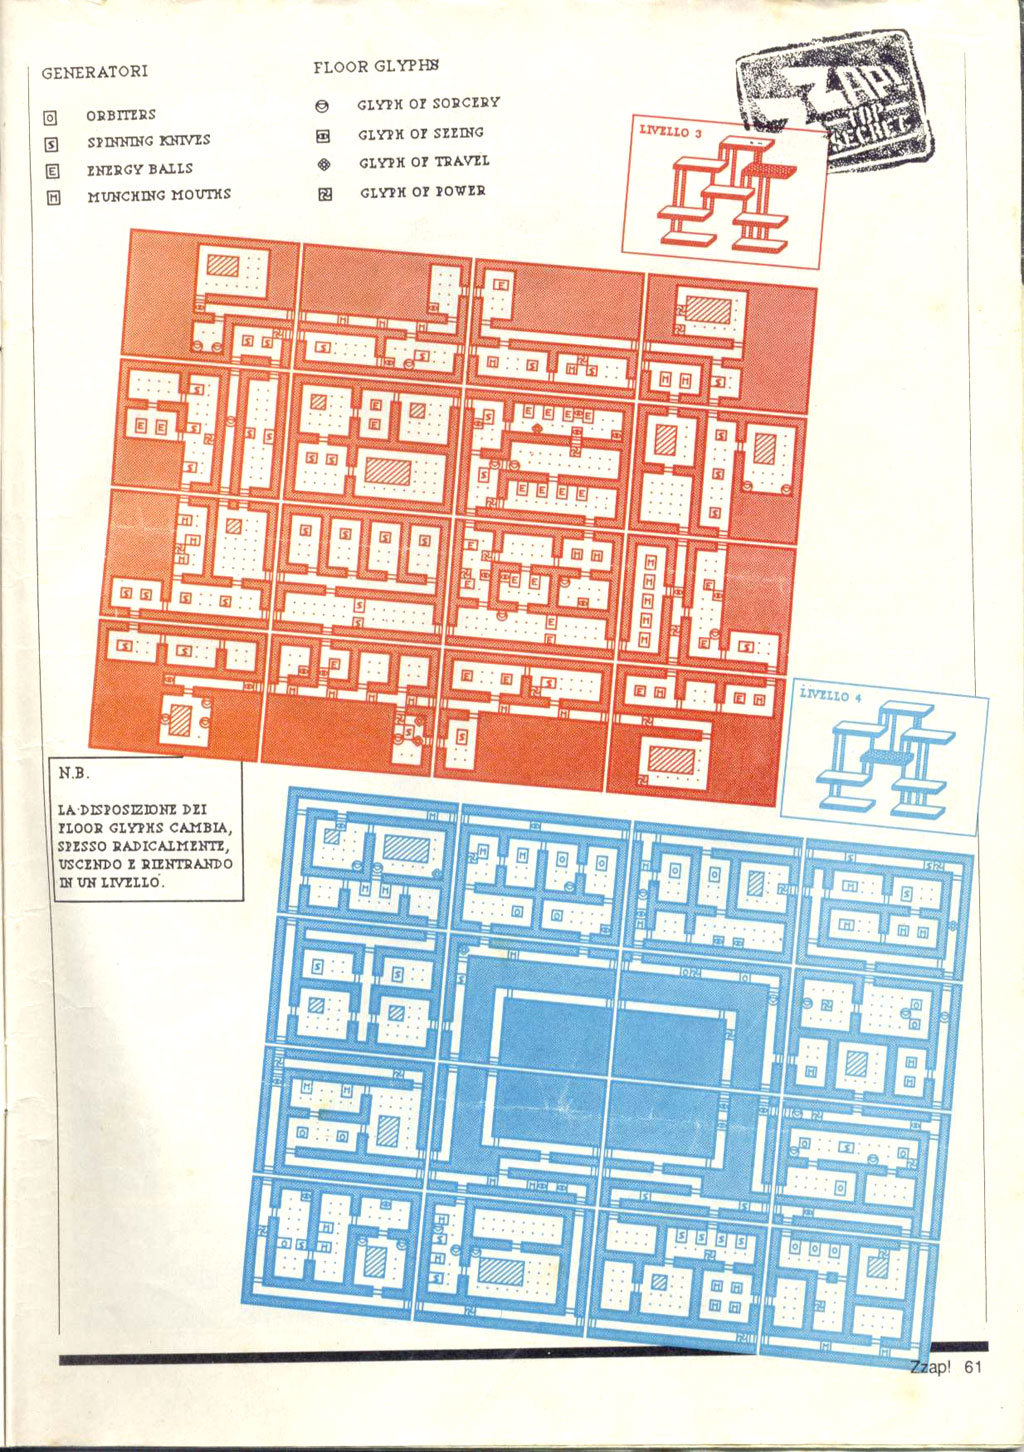 GENERATORI
O ORBITERS
S SPINNING KNIVES
E ENERGY BALLS
M MUNCHING MOUTHS
FLOOR GLYPHS
GLYPH OF SORCERY
GLYPH OF SEEING
GLYPH OF TRAVEL
GLYPH OF POWER
ZZAP!
TOP
SECRET
LIVELLO 3
LIVELLO 4
N.B.
LA DISPOSIZIONE DEI
FLOOR GLYPHS CAMBIA,
SPESSO RADICALMENTE,
USCENDO E RIENTRANDO
IN UN LIVELLO.
Zzap! 61